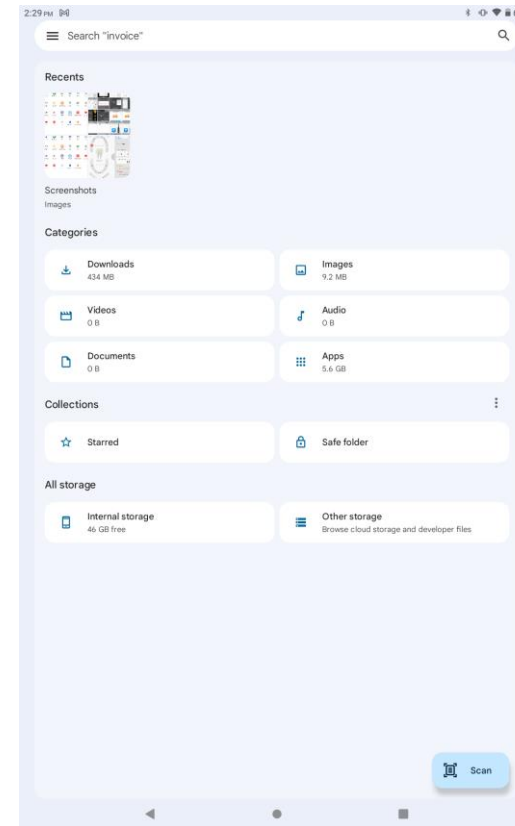 2:29 PM
Search "invoice"
Recents
Screenshots
Images
Categories
Downloads
434 MB
Images
9.2 MB
Videos
0 B
Audio
0 B
Documents
0 B
Apps
5.6 GB
Collections
Starred
Safe folder
All storage
Internal storage
46 GB free
Other storage
Browse cloud storage and developer files
Scan